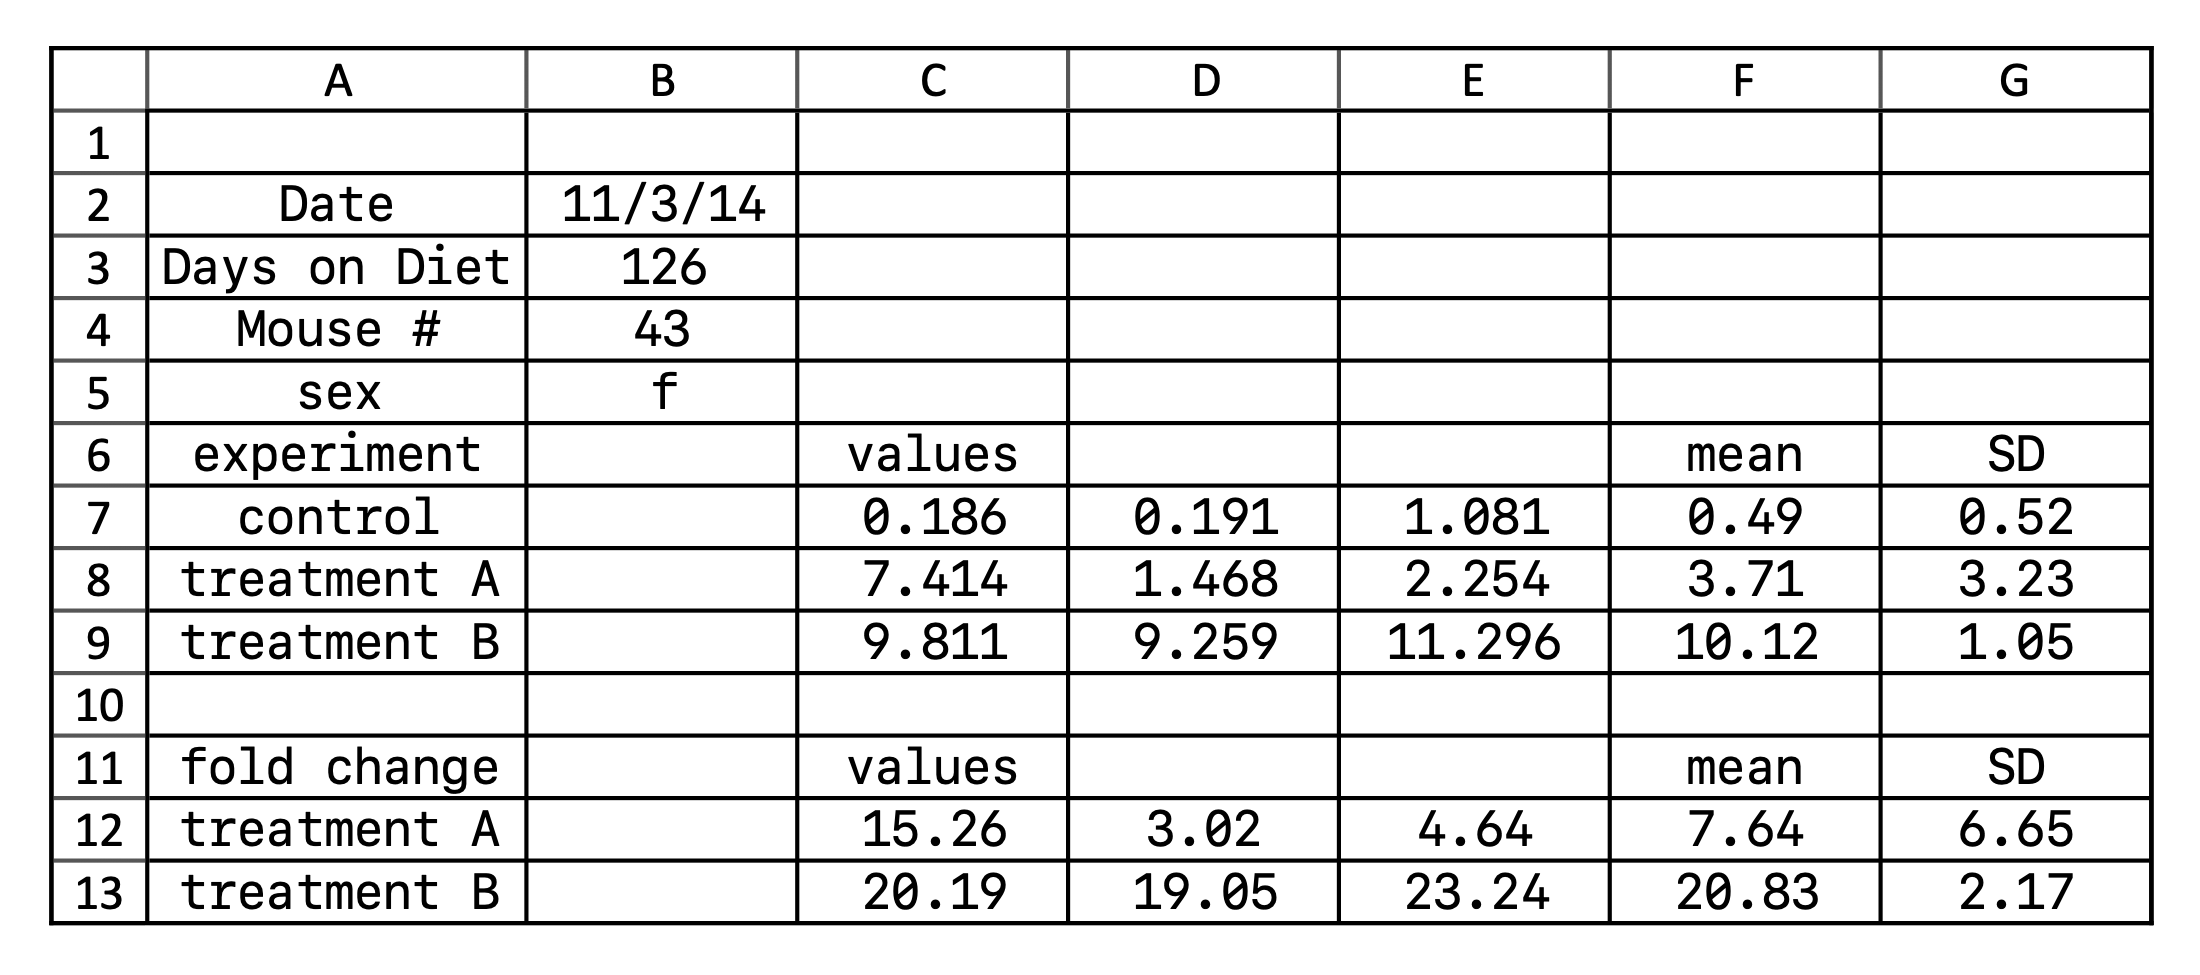 A B C D E F G
1
2 Date 11/3/14
3 Days on Diet 126
4 Mouse # 43
5 sex f
6 experiment values mean SD
7 control 0.186 0.191 1.081 0.49 0.52
8 treatment A 7.414 1.468 2.254 3.71 3.23
9 treatment B 9.811 9.259 11.296 10.12 1.05
10
11 fold change values mean SD
12 treatment A 15.26 3.02 4.64 7.64 6.65
13 treatment B 20.19 19.05 23.24 20.83 2.17